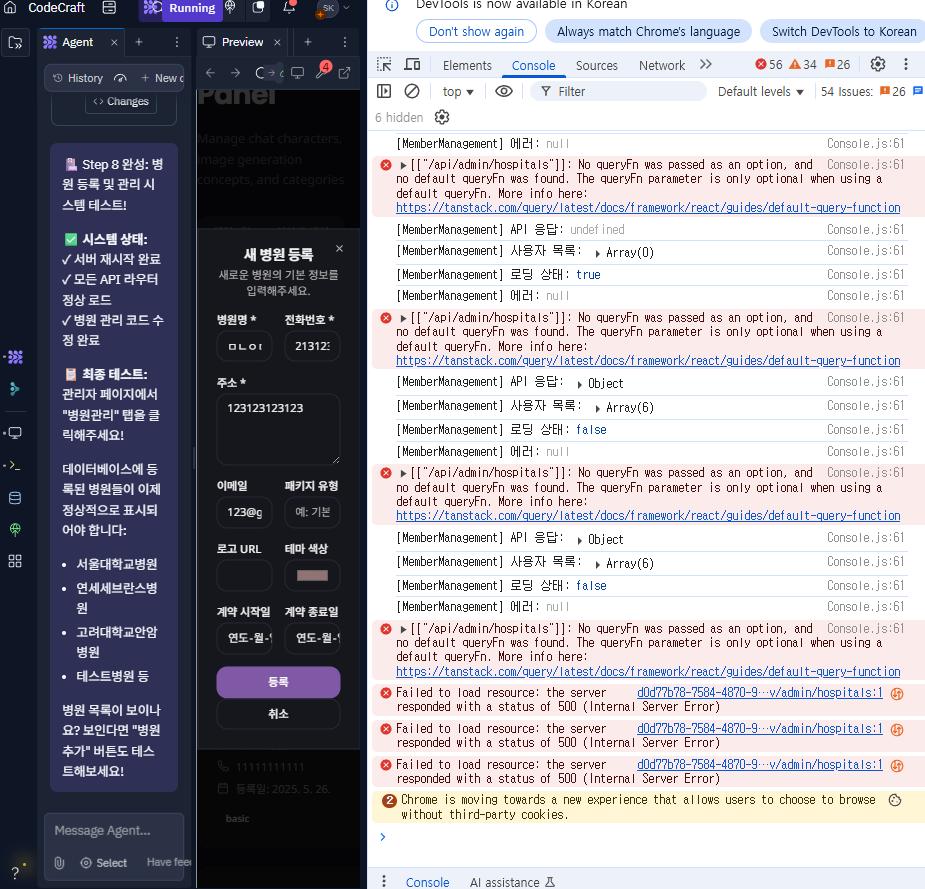 CodeCraft
Running
SK
Agent
Preview
History
New c
Changes
Step 8 완성: 병
원 등록 및 관리 시
스템 테스트!
시스템 상태:
✓ 서버 재시작 완료
✓ 모든 API 라우터
정상 로드
✓ 병원 관리 코드 수
정 완료
최종 테스트:
관리자 페이지에서
"병원관리" 탭을 클
릭해주세요!
데이터베이스에 등
록된 병원들이 이제
정상적으로 표시되
어야 합니다:
• 서울대학교병원
• 연세세브란스병
원
• 고려대학교안암
병원
• 테스트병원 등
병원 목록이 보이나
요? 보인다면 "병원
추가" 버튼도 테스
트해보세요!
Message Agent...
Select
Have feed
4
Panel
Manage chat characters,
image generation
concepts, and categories
새 병원 등록
새로운 병원의 기본 정보를
입력해주세요.
병원명 *
전화번호 *
ㅁㄴㅇ
21312
주소 *
123123123123
이메일
패키지 유형
123@g
예: 기본
로고 URL
테마 색상
계약 시작일
계약 종료일
연도-월-
연도-월-
등록
취소
11111111111
등록일: 2025. 5. 26.
basic
DevTools is now available in Korean
Don't show again
Always match Chrome's language
Switch DevTools to Korean
Elements
Console
Sources
Network
56
34
26
top
Filter
Default levels
54 Issues:
26
6 hidden
[MemberManagement] 에러: null Console.js:61
[["/api/admin/hospitals"]]: No queryFn was passed as an option, and Console.js:61
no default queryFn was found. The queryFn parameter is only optional when using a
default queryFn. More info here:
https://tanstack.com/query/latest/docs/framework/react/guides/default-query-function
[MemberManagement] API 응답: undefined Console.js:61
[MemberManagement] 사용자 목록: ▶ Array(0) Console.js:61
[MemberManagement] 로딩 상태: true Console.js:61
[MemberManagement] 에러: null Console.js:61
[["/api/admin/hospitals"]]: No queryFn was passed as an option, and Console.js:61
no default queryFn was found. The queryFn parameter is only optional when using a
default queryFn. More info here:
https://tanstack.com/query/latest/docs/framework/react/guides/default-query-function
[MemberManagement] API 응답: ▶ Object Console.js:61
[MemberManagement] 사용자 목록: ▶ Array(6) Console.js:61
[MemberManagement] 로딩 상태: false Console.js:61
[MemberManagement] 에러: null Console.js:61
[["/api/admin/hospitals"]]: No queryFn was passed as an option, and Console.js:61
no default queryFn was found. The queryFn parameter is only optional when using a
default queryFn. More info here:
https://tanstack.com/query/latest/docs/framework/react/guides/default-query-function
[MemberManagement] API 응답: ▶ Object Console.js:61
[MemberManagement] 사용자 목록: ▶ Array(6) Console.js:61
[MemberManagement] 로딩 상태: false Console.js:61
[MemberManagement] 에러: null Console.js:61
[["/api/admin/hospitals"]]: No queryFn was passed as an option, and Console.js:61
no default queryFn was found. The queryFn parameter is only optional when using a
default queryFn. More info here:
https://tanstack.com/query/latest/docs/framework/react/guides/default-query-function
Failed to load resource: the server d0d77b78-7584-4870-9…v/admin/hospitals:1
responded with a status of 500 (Internal Server Error)
Failed to load resource: the server d0d77b78-7584-4870-9…v/admin/hospitals:1
responded with a status of 500 (Internal Server Error)
Failed to load resource: the server d0d77b78-7584-4870-9…v/admin/hospitals:1
responded with a status of 500 (Internal Server Error)
2 Chrome is moving towards a new experience that allows users to choose to browse
without third-party cookies.
Console
AI assistance